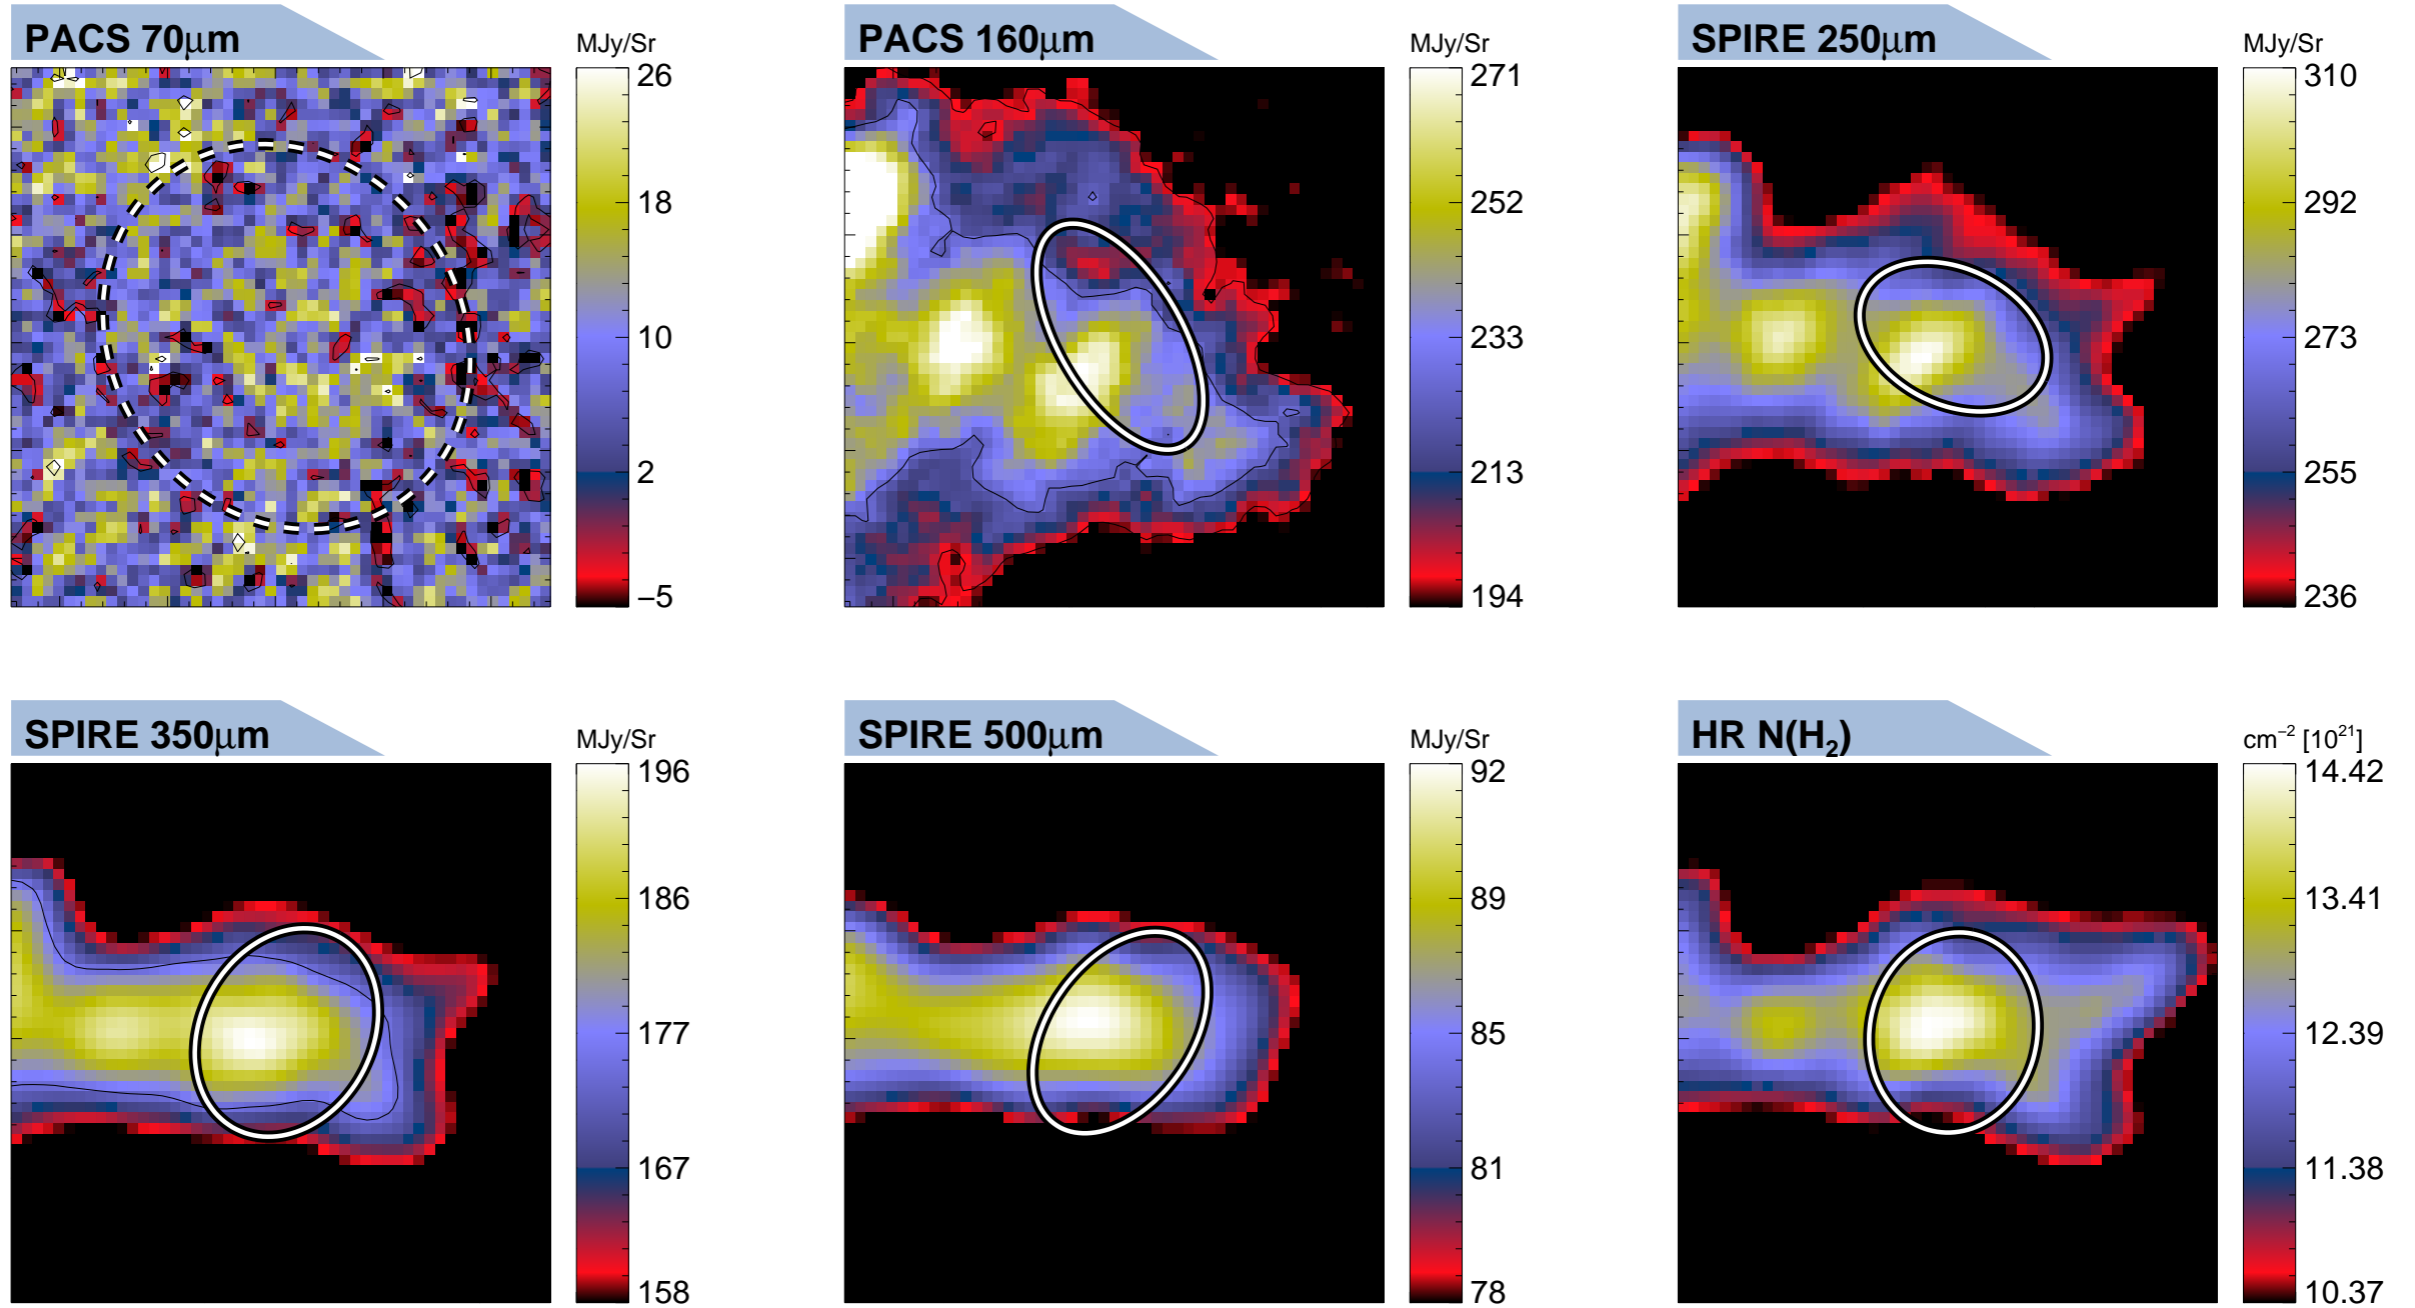 PACS 70μm
MJy/Sr
26
18
10
2
–5
PACS 160μm
MJy/Sr
271
252
233
213
194
SPIRE 250μm
MJy/Sr
310
292
273
255
236
SPIRE 350μm
MJy/Sr
196
186
177
167
158
SPIRE 500μm
MJy/Sr
92
89
85
81
78
HR N(H₂)
cm⁻² [10²¹]
14.42
13.41
12.39
11.38
10.37